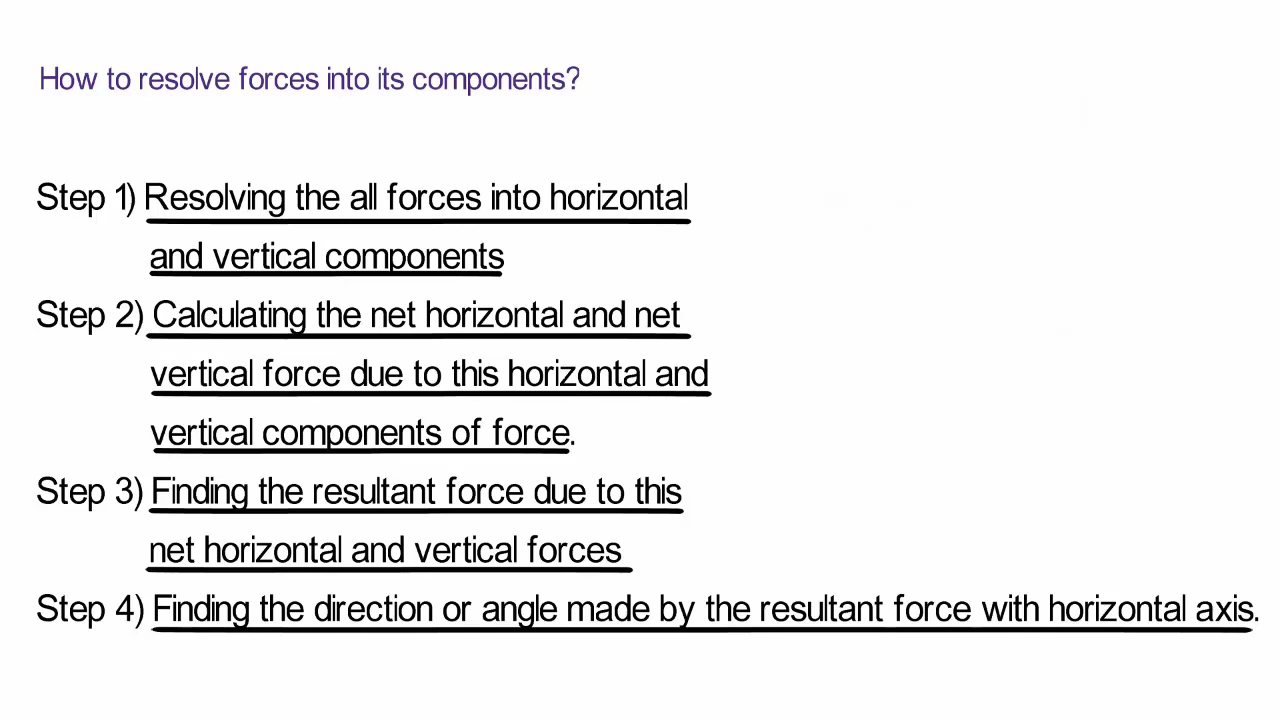 How to resolve forces into its components?
Step 1) Resolving the all forces into horizontal
and vertical components
Step 2) Calculating the net horizontal and net
vertical force due to this horizontal and
vertical components of force.
Step 3) Finding the resultant force due to this
net horizontal and vertical forces
Step 4) Finding the direction or angle made by the resultant force with horizontal axis.